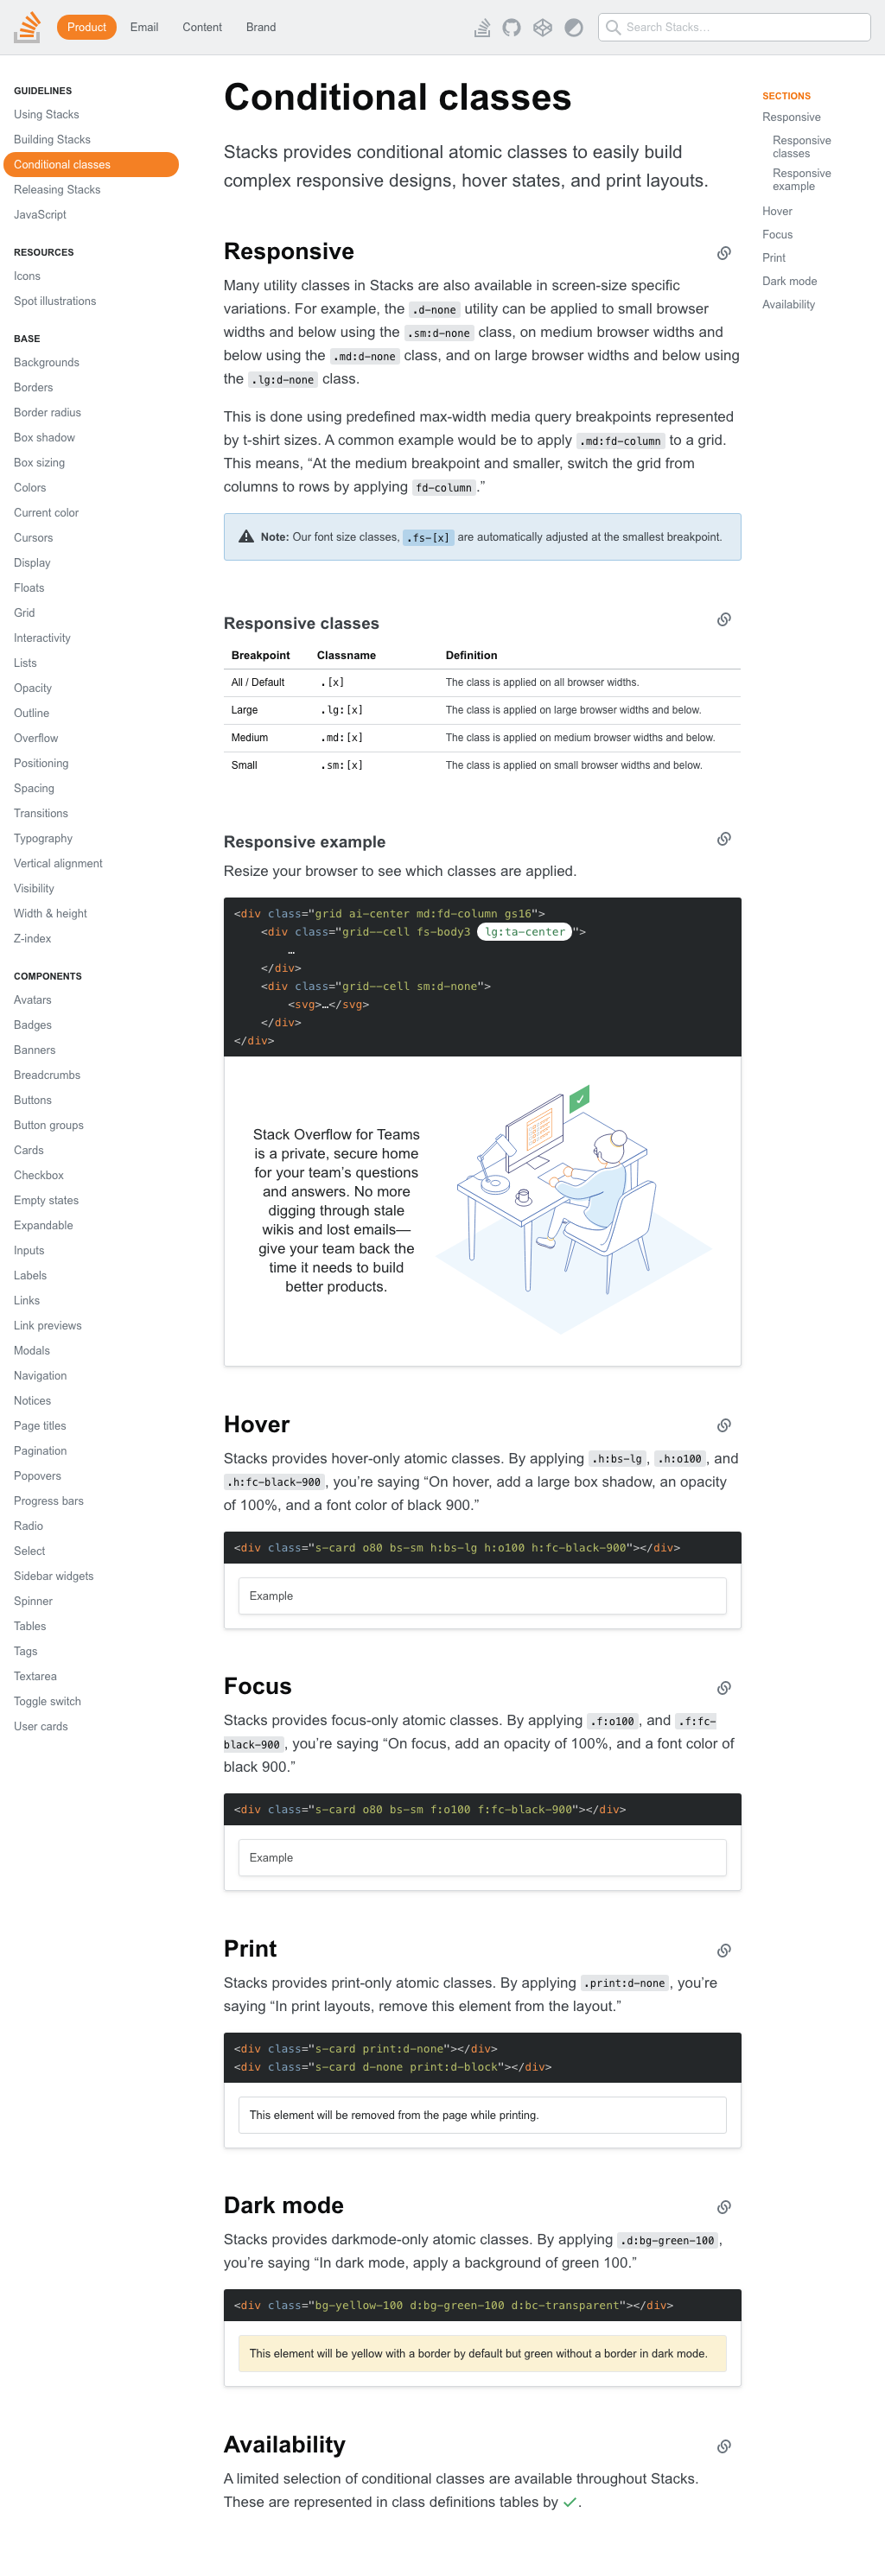 Product Email Content Brand
Search Stacks…
GUIDELINES
Using Stacks
Building Stacks
Conditional classes
Releasing Stacks
JavaScript
RESOURCES
Icons
Spot illustrations
BASE
Backgrounds
Borders
Border radius
Box shadow
Box sizing
Colors
Current color
Cursors
Display
Floats
Grid
Interactivity
Lists
Opacity
Outline
Overflow
Positioning
Spacing
Transitions
Typography
Vertical alignment
Visibility
Width & height
Z-index
COMPONENTS
Avatars
Badges
Banners
Breadcrumbs
Buttons
Button groups
Cards
Checkbox
Empty states
Expandable
Inputs
Labels
Links
Link previews
Modals
Navigation
Notices
Page titles
Pagination
Popovers
Progress bars
Radio
Select
Sidebar widgets
Spinner
Tables
Tags
Textarea
Toggle switch
User cards
Conditional classes
Stacks provides conditional atomic classes to easily build
complex responsive designs, hover states, and print layouts.
Responsive
Many utility classes in Stacks are also available in screen-size specific
variations. For example, the .d-none utility can be applied to small browser
widths and below using the .sm:d-none class, on medium browser widths and
below using the .md:d-none class, and on large browser widths and below using
the .lg:d-none class.
This is done using predefined max-width media query breakpoints represented
by t-shirt sizes. A common example would be to apply .md:fd-column to a grid.
This means, “At the medium breakpoint and smaller, switch the grid from
columns to rows by applying fd-column.”
Note: Our font size classes, .fs-[x] are automatically adjusted at the smallest breakpoint.
Responsive classes
Breakpoint Classname Definition
All / Default .[x] The class is applied on all browser widths.
Large .lg:[x] The class is applied on large browser widths and below.
Medium .md:[x] The class is applied on medium browser widths and below.
Small .sm:[x] The class is applied on small browser widths and below.
Responsive example
Resize your browser to see which classes are applied.
<div class="grid ai-center md:fd-column gs16">
<div class="grid--cell fs-body3 lg:ta-center">
…
</div>
<div class="grid--cell sm:d-none">
<svg>…</svg>
</div>
</div>
Stack Overflow for Teams
is a private, secure home
for your team’s questions
and answers. No more
digging through stale
wikis and lost emails—
give your team back the
time it needs to build
better products.
Hover
Stacks provides hover-only atomic classes. By applying .h:bs-lg, .h:o100, and
.h:fc-black-900, you’re saying “On hover, add a large box shadow, an opacity
of 100%, and a font color of black 900.”
<div class="s-card o80 bs-sm h:bs-lg h:o100 h:fc-black-900"></div>
Example
Focus
Stacks provides focus-only atomic classes. By applying .f:o100, and .f:fc-
black-900, you’re saying “On focus, add an opacity of 100%, and a font color of
black 900.”
<div class="s-card o80 bs-sm f:o100 f:fc-black-900"></div>
Example
Print
Stacks provides print-only atomic classes. By applying .print:d-none, you’re
saying “In print layouts, remove this element from the layout.”
<div class="s-card print:d-none"></div>
<div class="s-card d-none print:d-block"></div>
This element will be removed from the page while printing.
Dark mode
Stacks provides darkmode-only atomic classes. By applying .d:bg-green-100,
you’re saying “In dark mode, apply a background of green 100.”
<div class="bg-yellow-100 d:bg-green-100 d:bc-transparent"></div>
This element will be yellow with a border by default but green without a border in dark mode.
Availability
A limited selection of conditional classes are available throughout Stacks.
These are represented in class definitions tables by ✓.
SECTIONS
Responsive
Responsive
classes
Responsive
example
Hover
Focus
Print
Dark mode
Availability